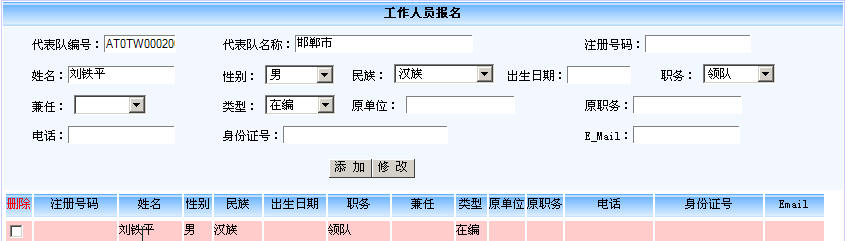 工作人员报名
代表队编号： AT0TW00020 代表队名称： 邯郸市 注册号码：
姓名： 刘铁平 性别： 男 民族： 汉族 出生日期： 职务： 领队
兼任： 类型： 在编 原单位： 原职务：
电话： 身份证号： E_Mail：
添 加 修 改
删除 注册号码 姓名 性别 民族 出生日期 职务 兼任 类型 原单位 原职务 电话 身份证号 Email
刘铁平 男 汉族 领队 在编